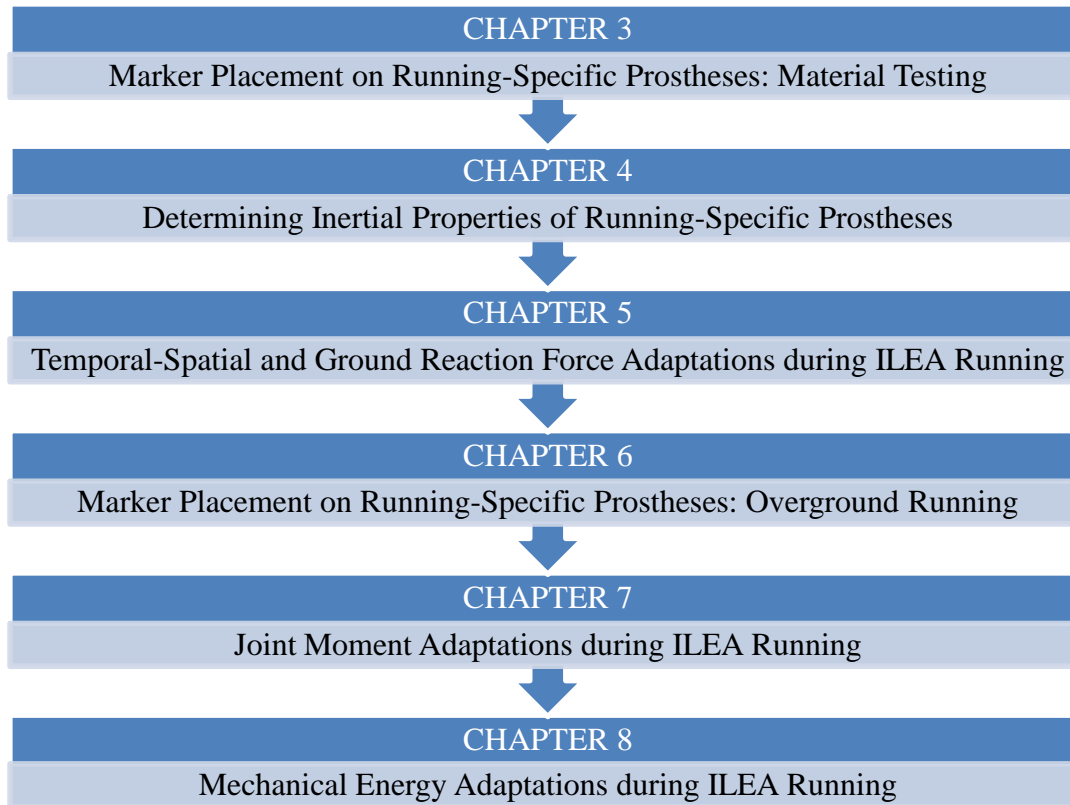 CHAPTER 3
Marker Placement on Running-Specific Prostheses: Material Testing
CHAPTER 4
Determining Inertial Properties of Running-Specific Prostheses
CHAPTER 5
Temporal-Spatial and Ground Reaction Force Adaptations during ILEA Running
CHAPTER 6
Marker Placement on Running-Specific Prostheses: Overground Running
CHAPTER 7
Joint Moment Adaptations during ILEA Running
CHAPTER 8
Mechanical Energy Adaptations during ILEA Running